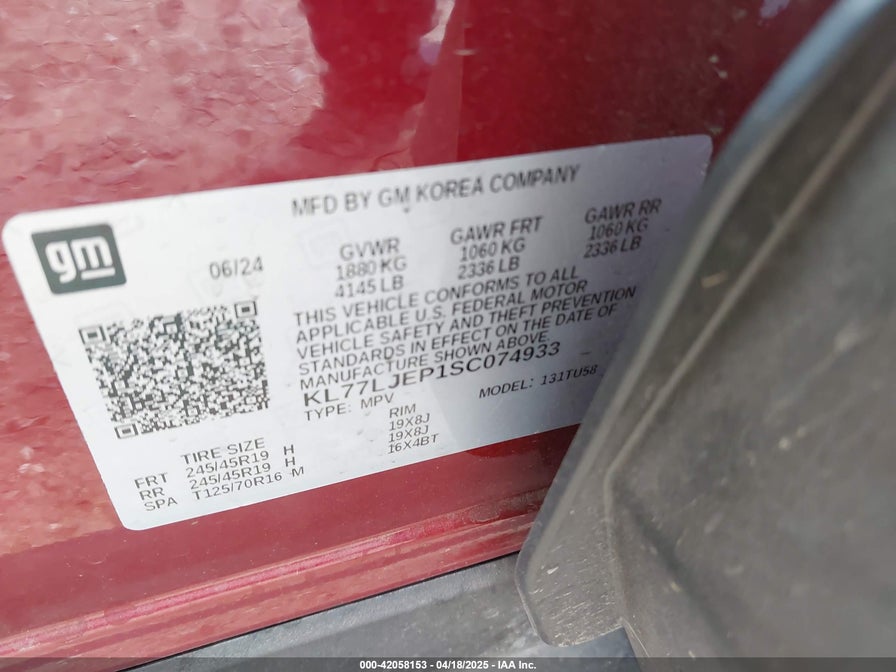 MFD BY GM KOREA COMPANY
gm
06/24
GVWR GAWR FRT GAWR RR
1880 KG 1060 KG 1060 KG
4145 LB 2336 LB 2336 LB
THIS VEHICLE CONFORMS TO ALL
APPLICABLE U.S. FEDERAL MOTOR
VEHICLE SAFETY AND THEFT PREVENTION
STANDARDS IN EFFECT ON THE DATE OF
MANUFACTURE SHOWN ABOVE
KL77LJEP1SC074933
TYPE: MPV MODEL: 131TU58
TIRE SIZE RIM
FRT 245/45R19 H 19X8J
RR 245/45R19 H 19X8J
SPA T125/70R16 M 16X4BT
000-42058153 - 04/18/2025 - IAA Inc.